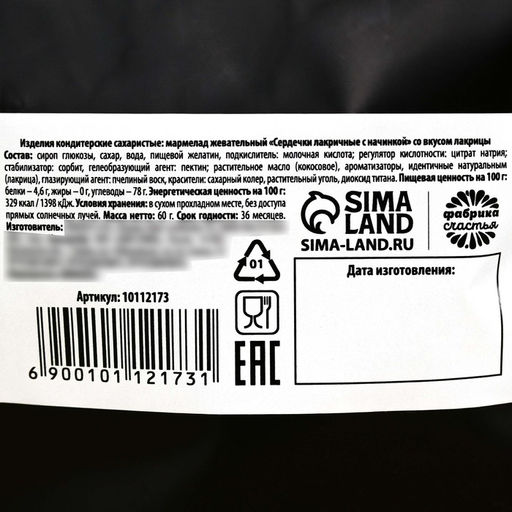 Изделия кондитерские сахаристые: мармелад жевательный «Сердечки лакричные с начинкой» со вкусом лакрицы
Состав: сироп глюкозы, сахар, вода, пищевой желатин, подкислитель: молочная кислота; регулятор кислотности: цитрат натрия;
стабилизатор: сорбит, гелеобразующий агент: пектин; растительное масло (кокосовое), ароматизаторы, идентичные натуральным
(лакрица), глазирующий агент: пчелиный воск, красители: сахарный колер, растительный уголь, диоксид титана. Пищевая ценность на 100 г:
белки – 4,6 г, жиры – 0 г, углеводы – 78 г. Энергетическая ценность на 100 г:
329 ккал / 1398 кДж. Условия хранения: в сухом прохладном месте, без доступа
прямых солнечных лучей. Масса нетто: 60 г. Срок годности: 36 месяцев.
Изготовитель:
SIMA
LAND
SIMA-LAND.RU
фабрика
счастья
01
Дата изготовления:
Артикул: 10112173
6 900101 121731
EAC